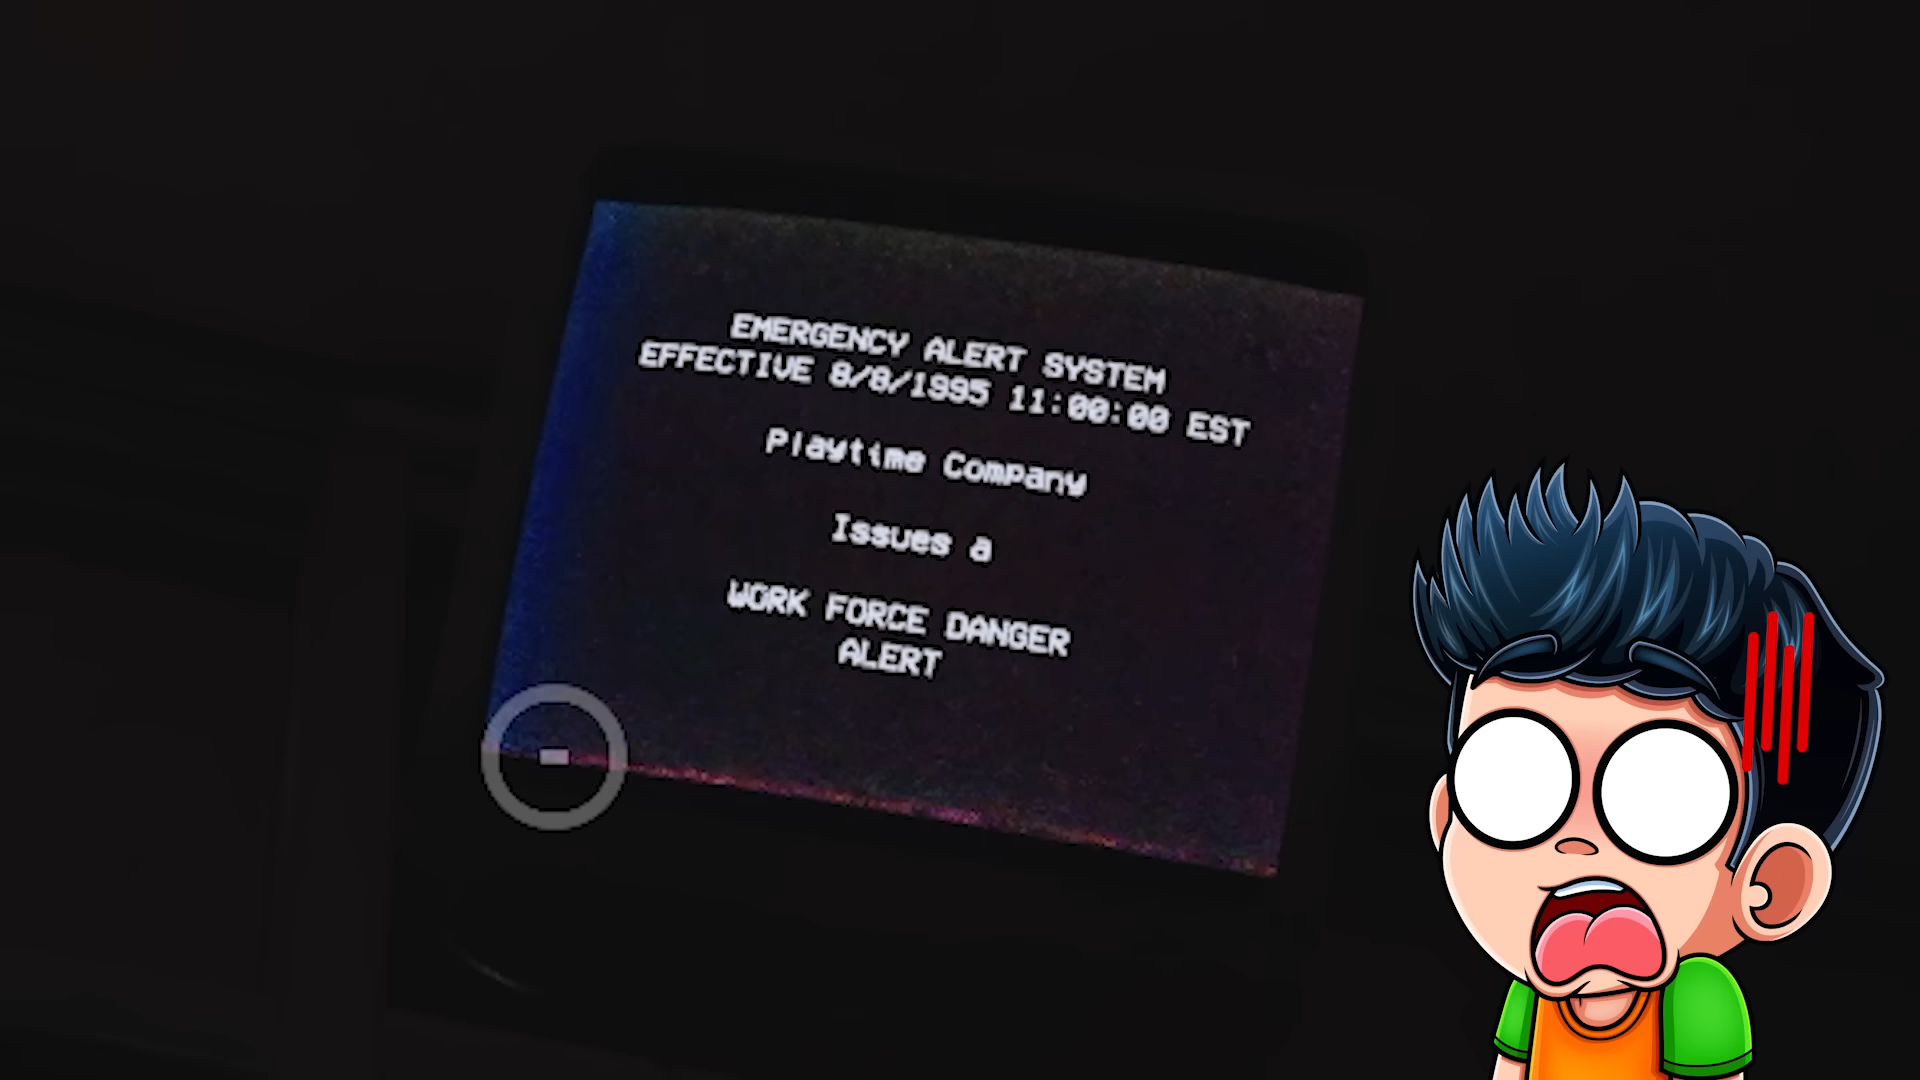 EMERGENCY ALERT SYSTEM
EFFECTIVE 8/8/1995 11:00:00 EST
Playtime Company
Issues a
WORK FORCE DANGER
ALERT